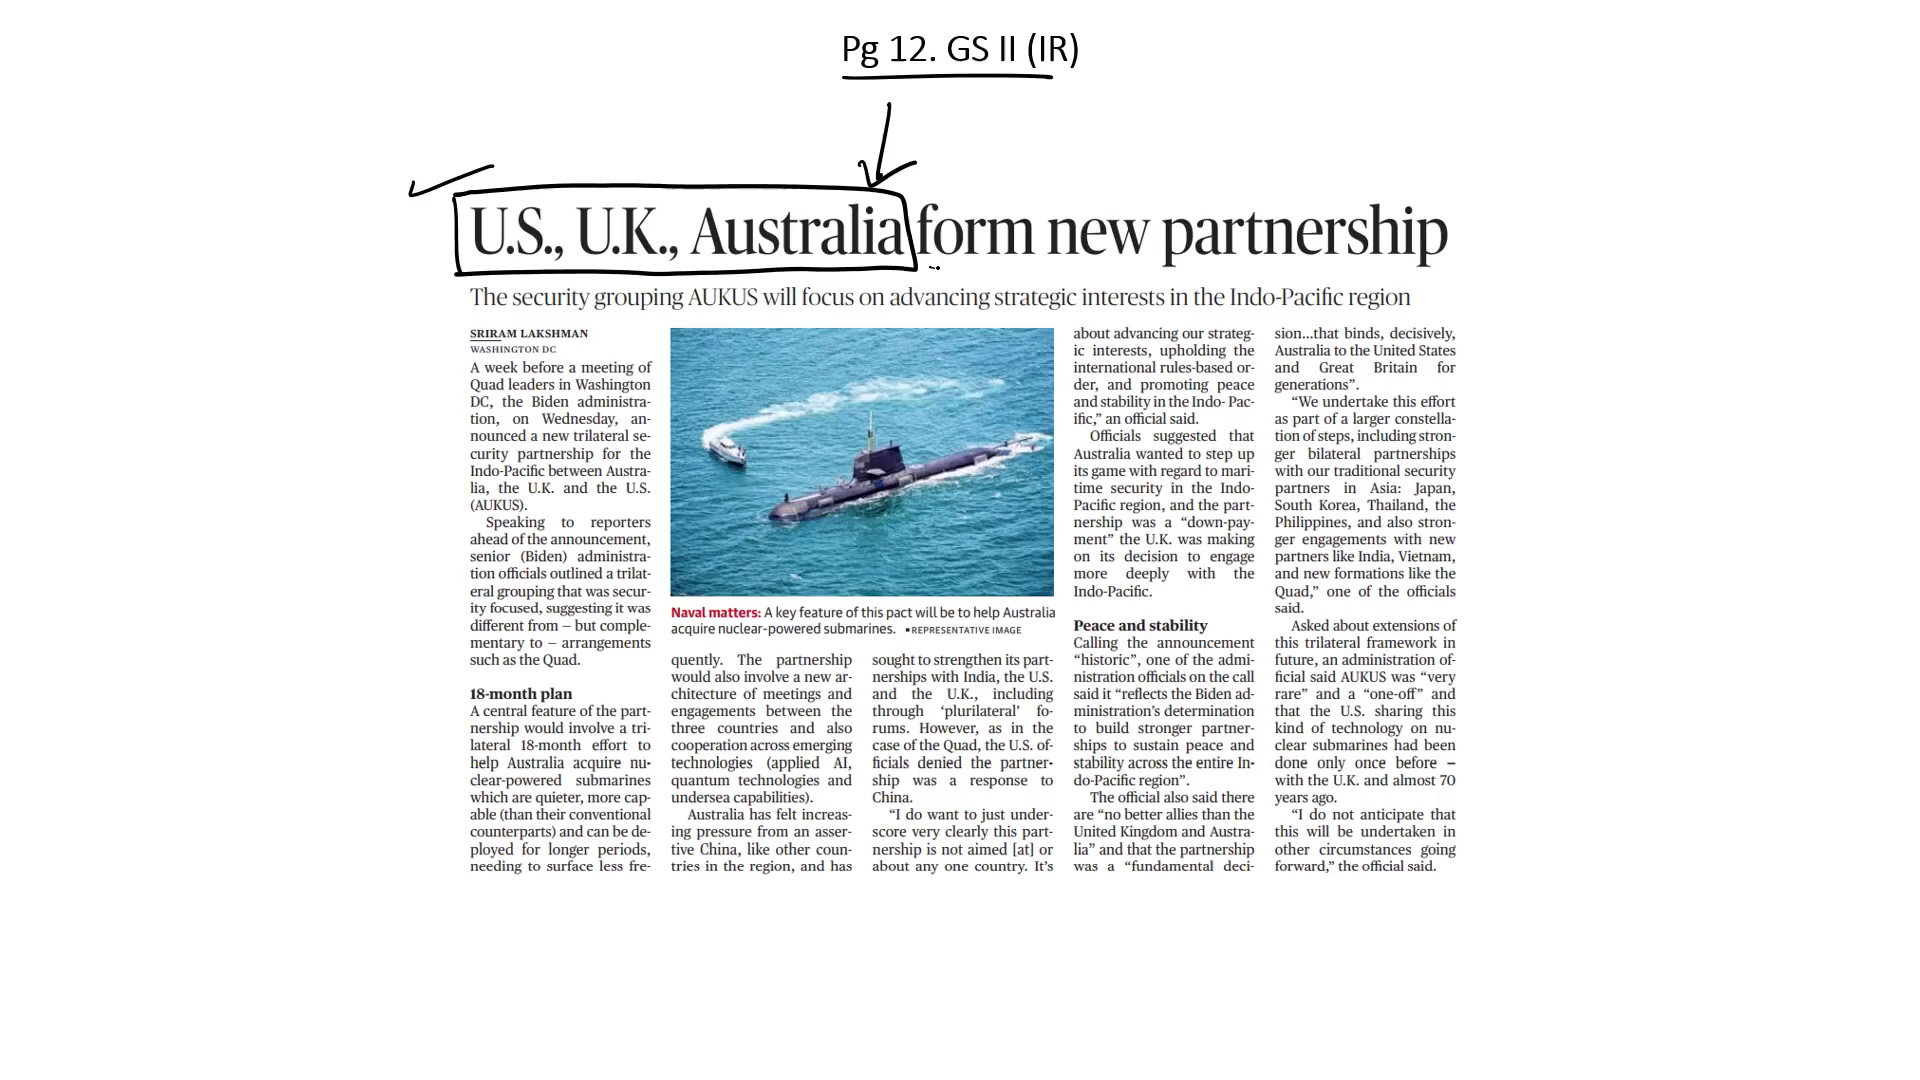 Pg 12. GS II (IR)
U.S., U.K., Australia form new partnership
The security grouping AUKUS will focus on advancing strategic interests in the Indo-Pacific region
SRIRAM LAKSHMAN
WASHINGTON DC
A week before a meeting of
Quad leaders in Washington
DC, the Biden administra-
tion, on Wednesday, an-
nounced a new trilateral se-
curity partnership for the
Indo-Pacific between Austra-
lia, the U.K. and the U.S.
(AUKUS).
Speaking to reporters
ahead of the announcement,
senior (Biden) administra-
tion officials outlined a trilat-
eral grouping that was secur-
ity focused, suggesting it was
different from – but comple-
mentary to – arrangements
such as the Quad.
18-month plan
A central feature of the part-
nership would involve a tri-
lateral 18-month effort to
help Australia acquire nu-
clear-powered submarines
which are quieter, more cap-
able (than their conventional
counterparts) and can be de-
ployed for longer periods,
needing to surface less fre-
Naval matters: A key feature of this pact will be to help Australia
acquire nuclear-powered submarines. ▪REPRESENTATIVE IMAGE
quently. The partnership
would also involve a new ar-
chitecture of meetings and
engagements between the
three countries and also
cooperation across emerging
technologies (applied AI,
quantum technologies and
undersea capabilities).
Australia has felt increas-
ing pressure from an asser-
tive China, like other coun-
tries in the region, and has
sought to strengthen its part-
nerships with India, the U.S.
and the U.K., including
through ‘plurilateral’ fo-
rums. However, as in the
case of the Quad, the U.S. of-
ficials denied the partner-
ship was a response to
China.
“I do want to just under-
score very clearly this part-
nership is not aimed [at] or
about any one country. It’s
about advancing our strateg-
ic interests, upholding the
international rules-based or-
der, and promoting peace
and stability in the Indo- Pac-
ific,” an official said.
Officials suggested that
Australia wanted to step up
its game with regard to mari-
time security in the Indo-
Pacific region, and the part-
nership was a “down-pay-
ment” the U.K. was making
on its decision to engage
more deeply with the
Indo-Pacific.
Peace and stability
Calling the announcement
“historic”, one of the admi-
nistration officials on the call
said it “reflects the Biden ad-
ministration’s determination
to build stronger partner-
ships to sustain peace and
stability across the entire In-
do-Pacific region”.
The official also said there
are “no better allies than the
United Kingdom and Austra-
lia” and that the partnership
was a “fundamental deci-
sion...that binds, decisively,
Australia to the United States
and Great Britain for
generations”.
“We undertake this effort
as part of a larger constella-
tion of steps, including stron-
ger bilateral partnerships
with our traditional security
partners in Asia: Japan,
South Korea, Thailand, the
Philippines, and also stron-
ger engagements with new
partners like India, Vietnam,
and new formations like the
Quad,” one of the officials
said.
Asked about extensions of
this trilateral framework in
future, an administration of-
ficial said AUKUS was “very
rare” and a “one-off” and
that the U.S. sharing this
kind of technology on nu-
clear submarines had been
done only once before –
with the U.K. and almost 70
years ago.
“I do not anticipate that
this will be undertaken in
other circumstances going
forward,” the official said.